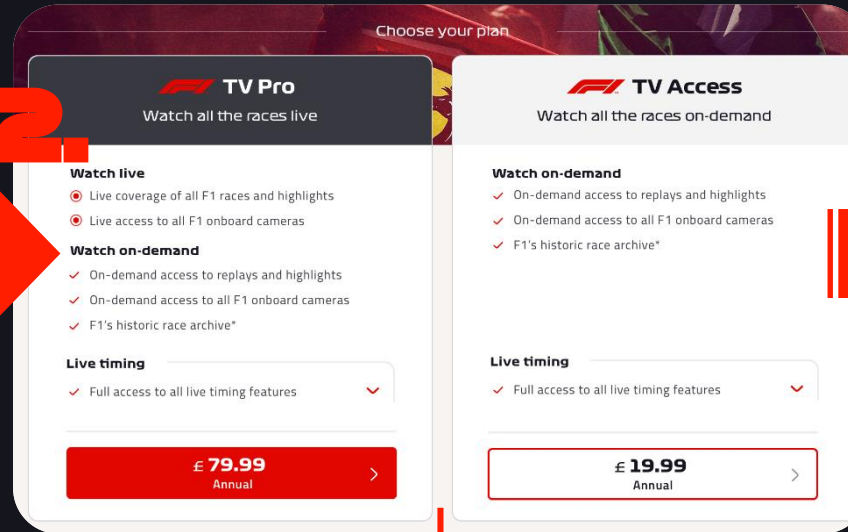 Choose your plan
F1 TV Pro
Watch all the races live
2.
Watch live
Live coverage of all F1 races and highlights
Live access to all F1 onboard cameras
Watch on-demand
On-demand access to replays and highlights
On-demand access to all F1 onboard cameras
F1's historic race archive*
Live timing
Full access to all live timing features
£ 79.99
Annual
F1 TV Access
Watch all the races on-demand
Watch on-demand
On-demand access to replays and highlights
On-demand access to all F1 onboard cameras
F1's historic race archive*
Live timing
Full access to all live timing features
£ 19.99
Annual